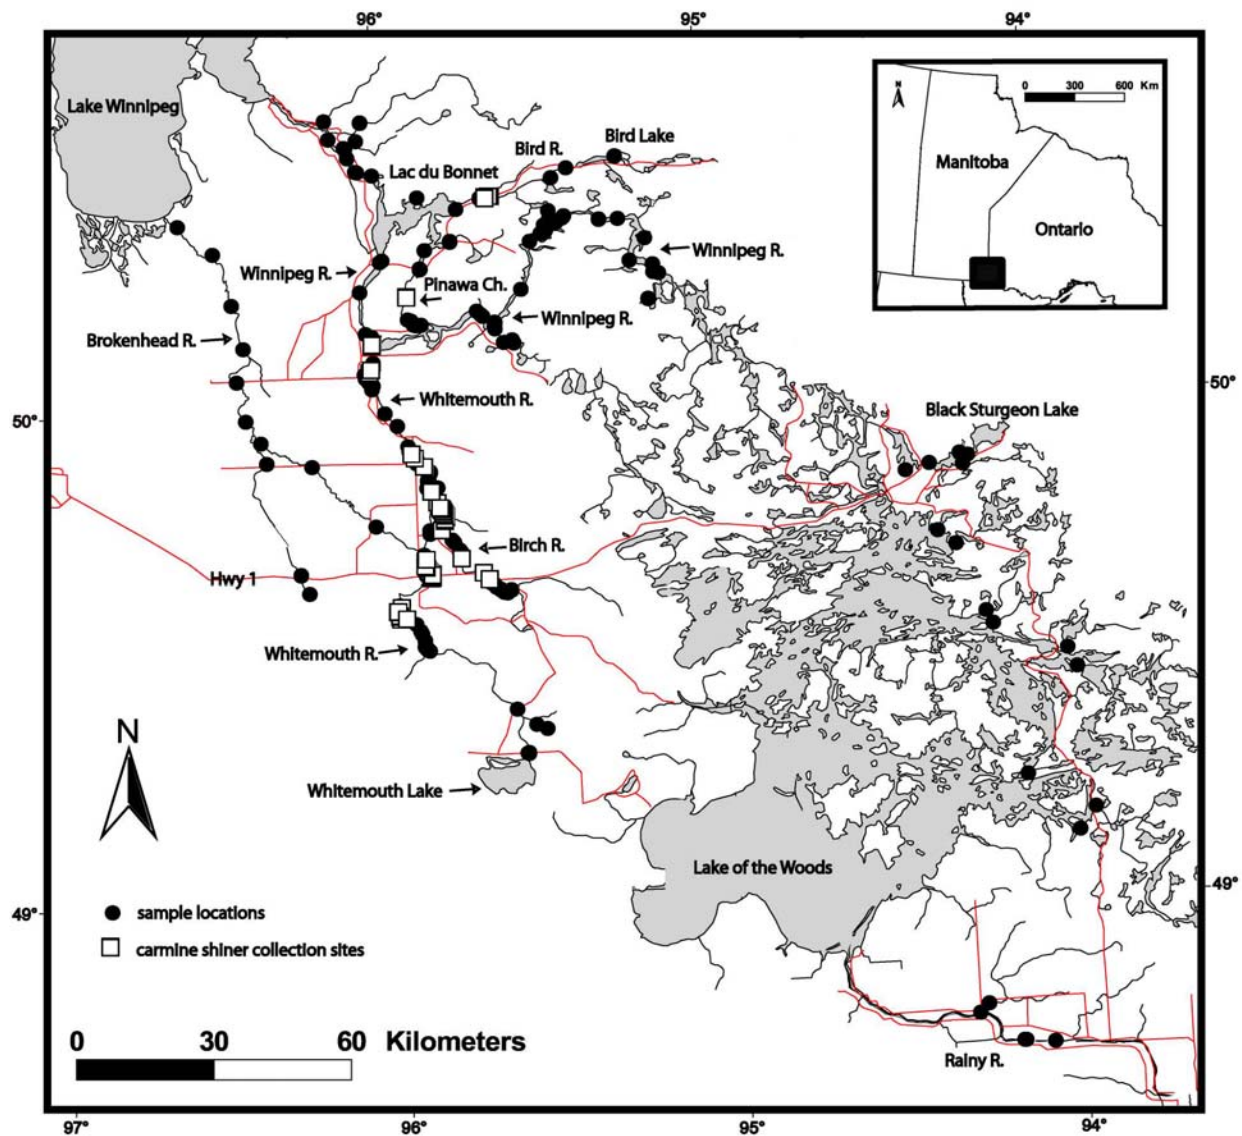 96°
95°
94°
Lake Winnipeg
N
0 300 600 Km
Manitoba
Ontario
Bird R.
Bird Lake
Lac du Bonnet
Winnipeg R.
Winnipeg R.
Pinawa Ch.
Winnipeg R.
Brokenhead R.
50°
Whitemouth R.
Black Sturgeon Lake
50°
Birch R.
Hwy 1
Whitemouth R.
N
Whitemouth Lake
Lake of the Woods
49°
49°
sample locations
carmine shiner collection sites
0 30 60 Kilometers
Rainy R.
97°
96°
95°
94°